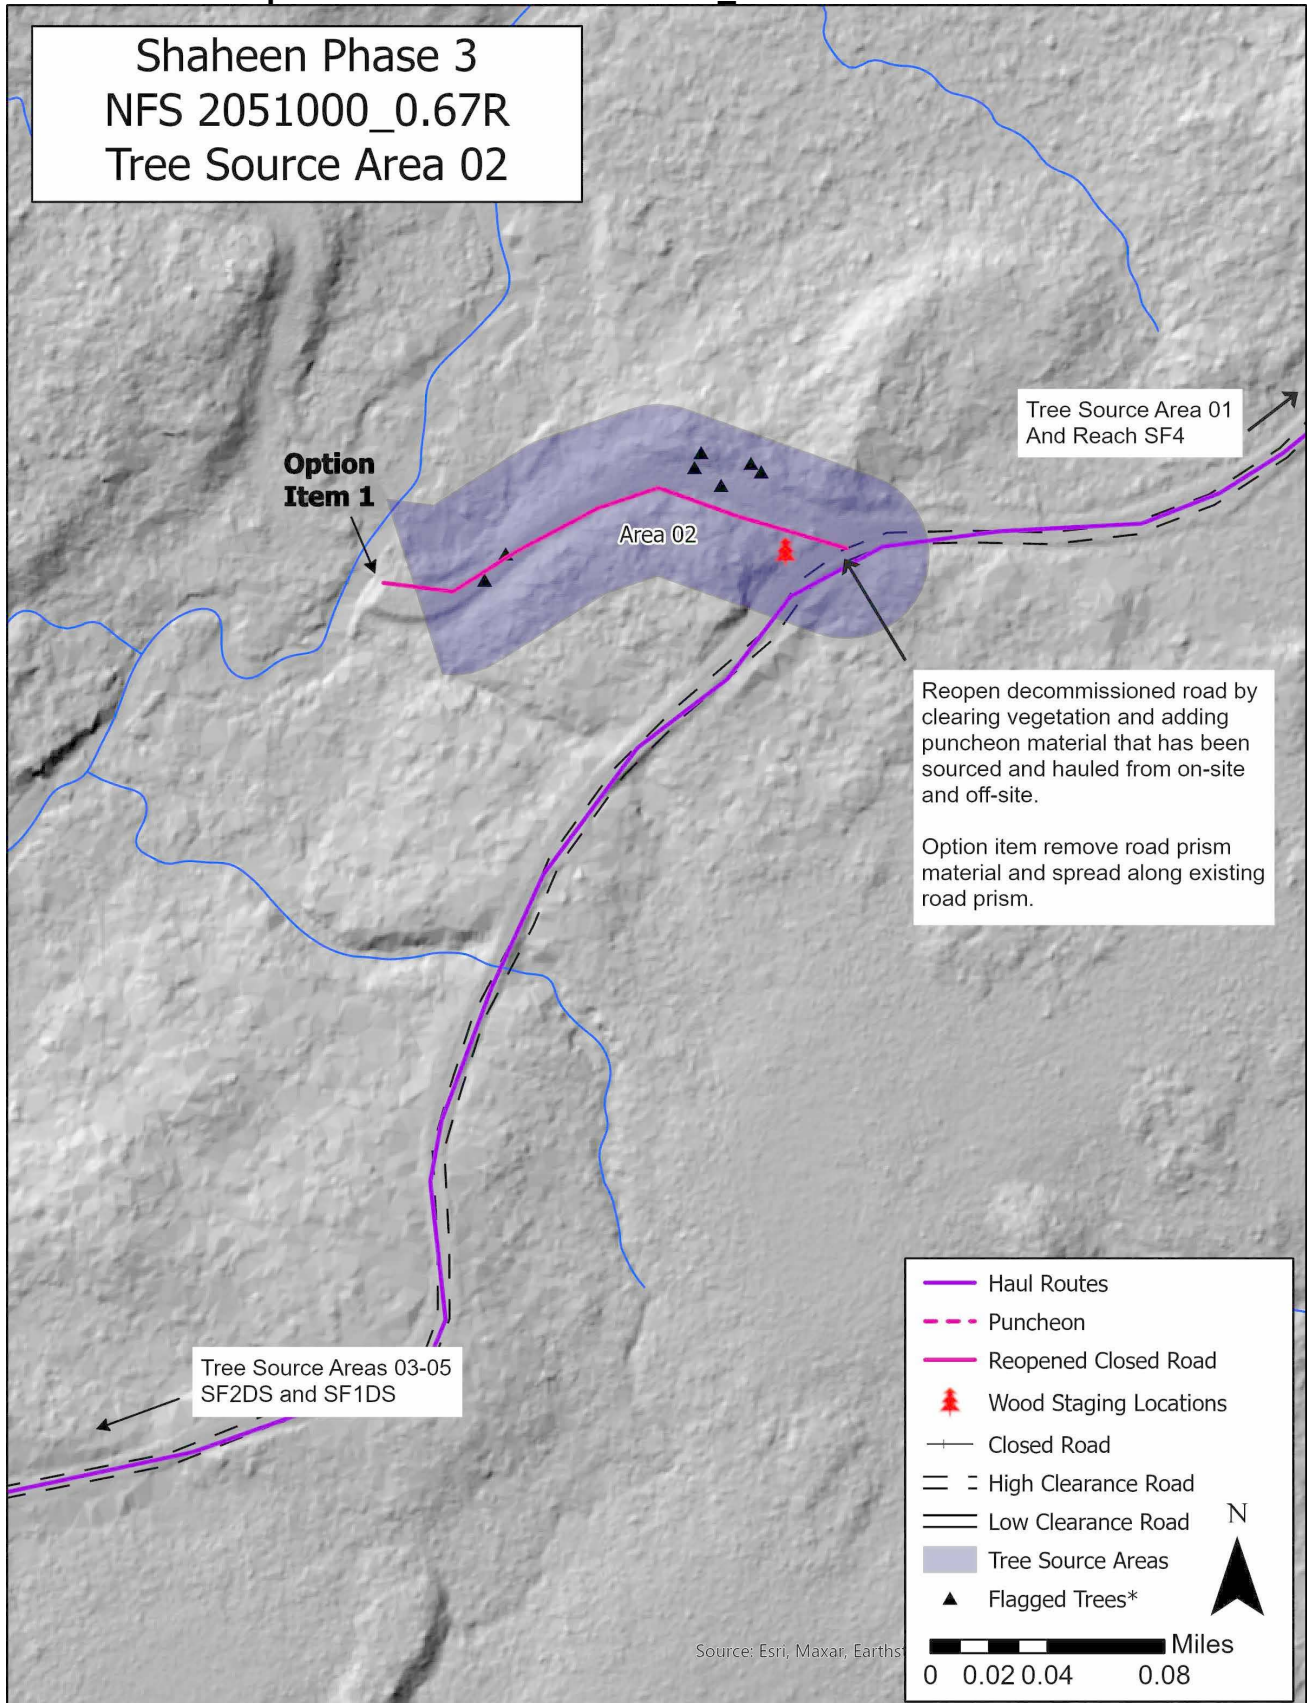 Shaheen Phase 3
NFS 2051000_0.67R
Tree Source Area 02
Tree Source Area 01
And Reach SF4
Option
Item 1
Area 02
Reopen decommissioned road by
clearing vegetation and adding
puncheon material that has been
sourced and hauled from on-site
and off-site.
Option item remove road prism
material and spread along existing
road prism.
Tree Source Areas 03-05
SF2DS and SF1DS
Haul Routes
Puncheon
Reopened Closed Road
Wood Staging Locations
Closed Road
High Clearance Road
Low Clearance Road
Tree Source Areas
Flagged Trees*
N
Miles
0 0.02 0.04 0.08
Source: Esri, Maxar,